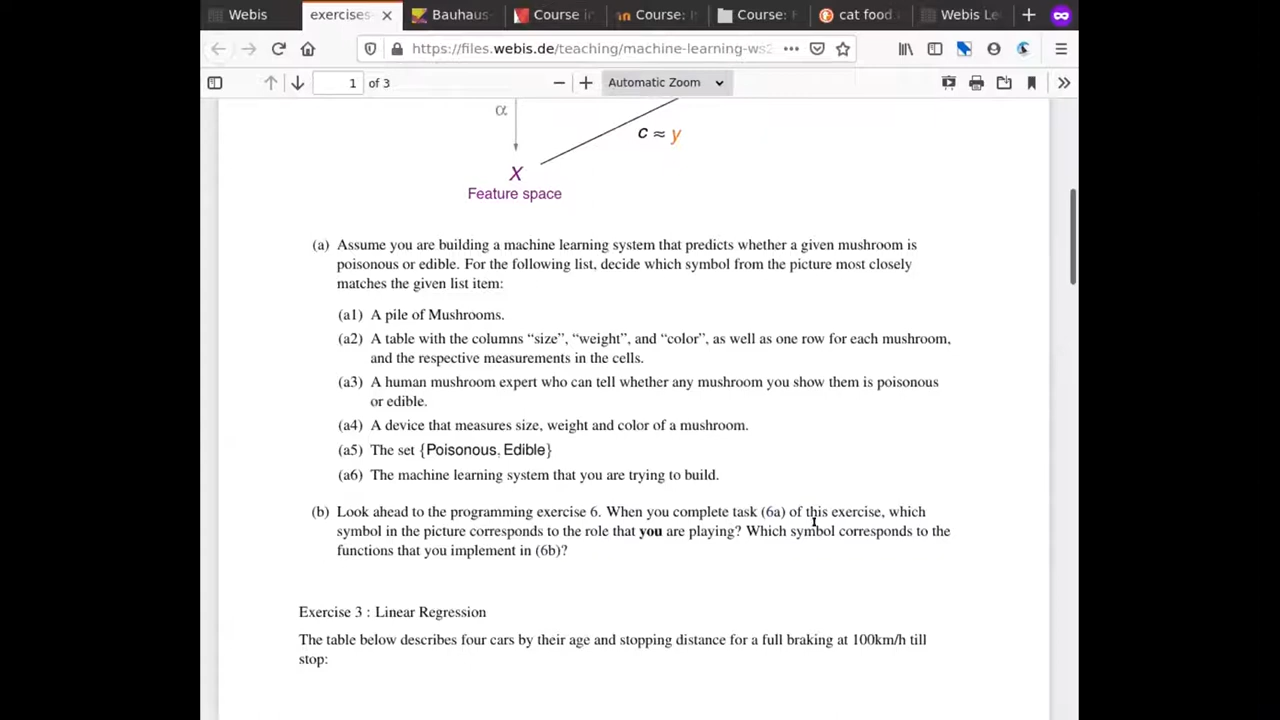 Webis
exercises-
Bauhaus-
Course in
Course: I
Course:
cat food
Webis Le
https://files.webis.de/teaching/machine-learning-ws2
1 of 3
Automatic Zoom
α
c ≈ y
X
Feature space
(a) Assume you are building a machine learning system that predicts whether a given mushroom is
poisonous or edible. For the following list, decide which symbol from the picture most closely
matches the given list item:
(a1) A pile of Mushrooms.
(a2) A table with the columns “size”, “weight”, and “color”, as well as one row for each mushroom,
and the respective measurements in the cells.
(a3) A human mushroom expert who can tell whether any mushroom you show them is poisonous
or edible.
(a4) A device that measures size, weight and color of a mushroom.
(a5) The set {Poisonous, Edible}
(a6) The machine learning system that you are trying to build.
(b) Look ahead to the programming exercise 6. When you complete task (6a) of this exercise, which
symbol in the picture corresponds to the role that you are playing? Which symbol corresponds to the
functions that you implement in (6b)?
Exercise 3 : Linear Regression
The table below describes four cars by their age and stopping distance for a full braking at 100km/h till
stop: